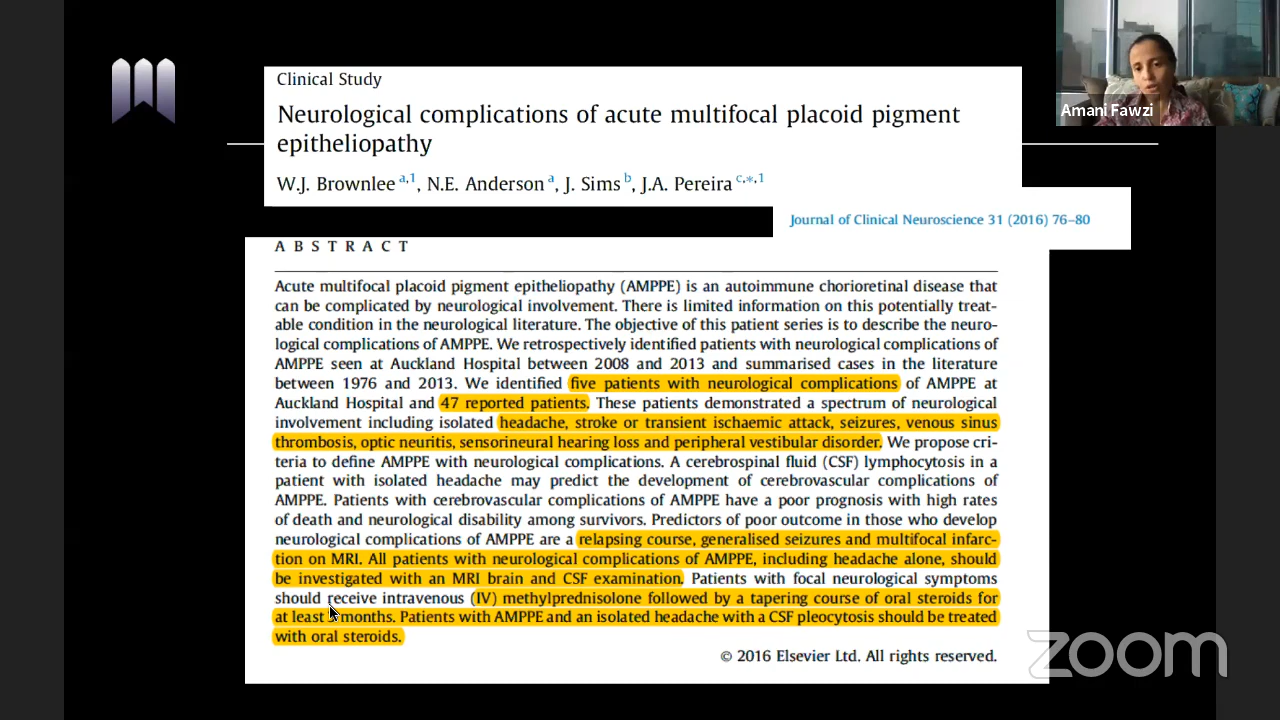 Clinical Study
Neurological complications of acute multifocal placoid pigment
epitheliopathy
W.J. Brownlee a,1, N.E. Anderson a, J. Sims b, J.A. Pereira c,*,1
Amani Fawzi
Journal of Clinical Neuroscience 31 (2016) 76–80
ABSTRACT
Acute multifocal placoid pigment epitheliopathy (AMPPE) is an autoimmune chorioretinal disease that
can be complicated by neurological involvement. There is limited information on this potentially treat-
able condition in the neurological literature. The objective of this patient series is to describe the neuro-
logical complications of AMPPE. We retrospectively identified patients with neurological complications of
AMPPE seen at Auckland Hospital between 2008 and 2013 and summarised cases in the literature
between 1976 and 2013. We identified five patients with neurological complications of AMPPE at
Auckland Hospital and 47 reported patients. These patients demonstrated a spectrum of neurological
involvement including isolated headache, stroke or transient ischaemic attack, seizures, venous sinus
thrombosis, optic neuritis, sensorineural hearing loss and peripheral vestibular disorder. We propose cri-
teria to define AMPPE with neurological complications. A cerebrospinal fluid (CSF) lymphocytosis in a
patient with isolated headache may predict the development of cerebrovascular complications of
AMPPE. Patients with cerebrovascular complications of AMPPE have a poor prognosis with high rates
of death and neurological disability among survivors. Predictors of poor outcome in those who develop
neurological complications of AMPPE are a relapsing course, generalised seizures and multifocal infarc-
tion on MRI. All patients with neurological complications of AMPPE, including headache alone, should
be investigated with an MRI brain and CSF examination. Patients with focal neurological symptoms
should receive intravenous (IV) methylprednisolone followed by a tapering course of oral steroids for
at least months. Patients with AMPPE and an isolated headache with a CSF pleocytosis should be treated
with oral steroids.
© 2016 Elsevier Ltd. All rights reserved.
zoom